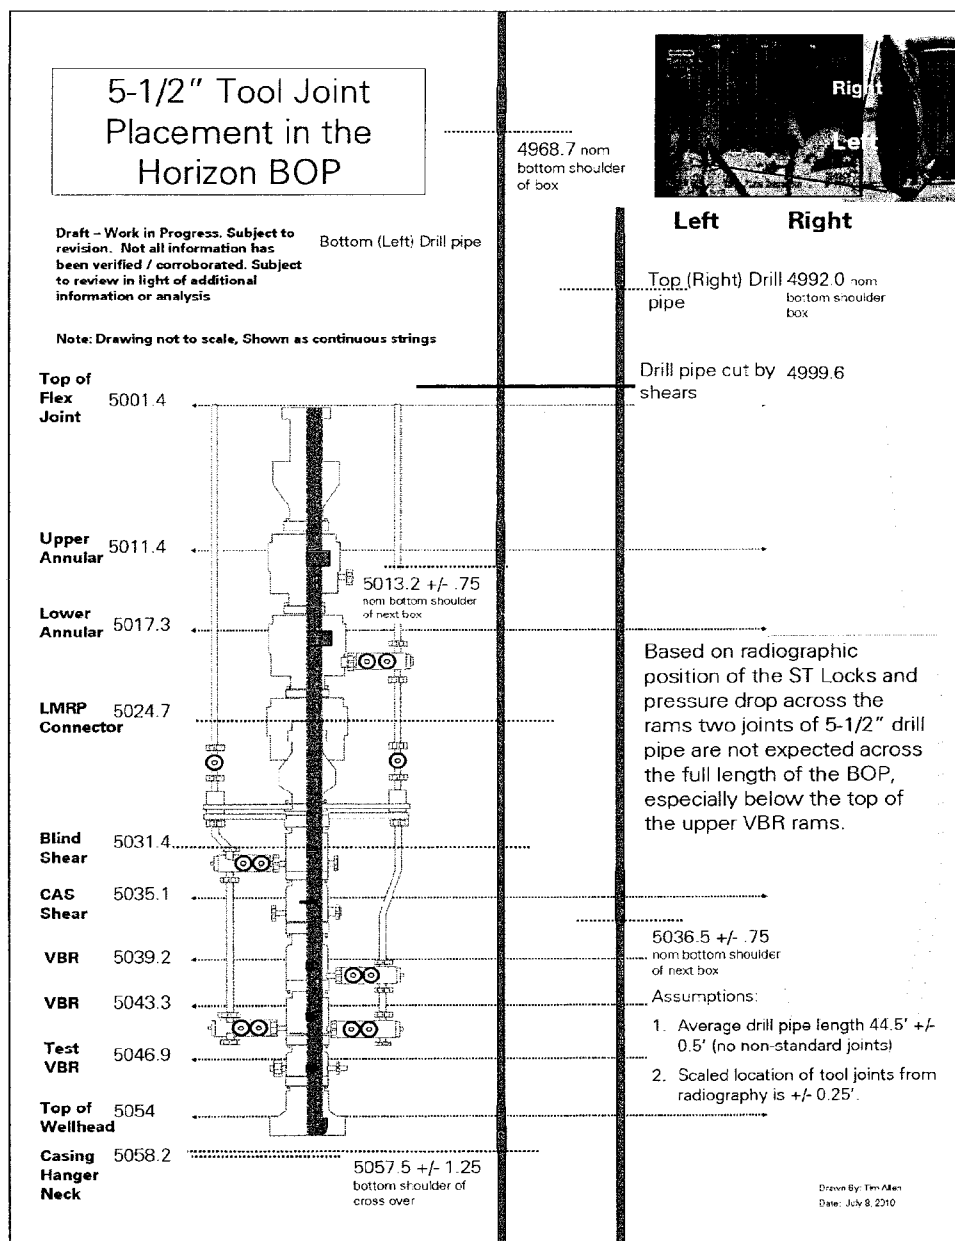 5-1/2" Tool Joint
Placement in the
Horizon BOP
4968.7 nom
bottom shoulder
of box
Right
Left
Left Right
Draft – Work in Progress. Subject to
revision. Not all information has
been verified / corroborated. Subject
to review in light of additional
information or analysis
Bottom (Left) Drill pipe
Top (Right) Drill
pipe
4992.0 nom
bottom shoulder
box
Note: Drawing not to scale, Shown as continuous strings
Drill pipe cut by
shears
4999.6
Top of
Flex
Joint
5001.4
Upper
Annular
5011.4
5013.2 +/- .75
nom bottom shoulder
of next box
Lower
Annular
5017.3
Based on radiographic
position of the ST Locks and
pressure drop across the
rams two joints of 5-1/2" drill
pipe are not expected across
the full length of the BOP,
especially below the top of
the upper VBR rams.
LMRP
Connector
5024.7
Blind
Shear
5031.4
CAS
Shear
5035.1
5036.5 +/- .75
nom bottom shoulder
of next box
VBR 5039.2
VBR 5043.3
Test
VBR
5046.9
Assumptions:
1. Average drill pipe length 44.5' +/-
0.5' (no non-standard joints)
2. Scaled location of tool joints from
radiography is +/- 0.25'.
Top of
Wellhead
5054
Casing
Hanger
Neck
5058.2
5057.5 +/- 1.25
bottom shoulder of
cross over
Drawn By: Tim Allen
Date: July 9, 2010